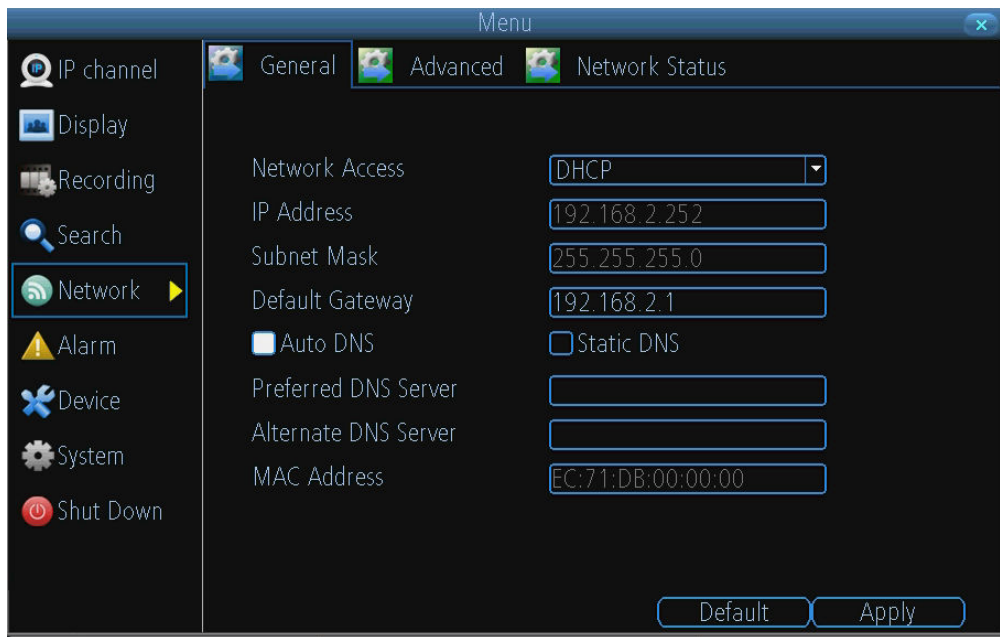 Menu
IP channel
Display
Recording
Search
Network
Alarm
Device
System
Shut Down
General Advanced Network Status
Network Access DHCP
IP Address 192.168.2.252
Subnet Mask 255.255.255.0
Default Gateway 192.168.2.1
Auto DNS Static DNS
Preferred DNS Server
Alternate DNS Server
MAC Address EC:71:DB:00:00:00
Default Apply